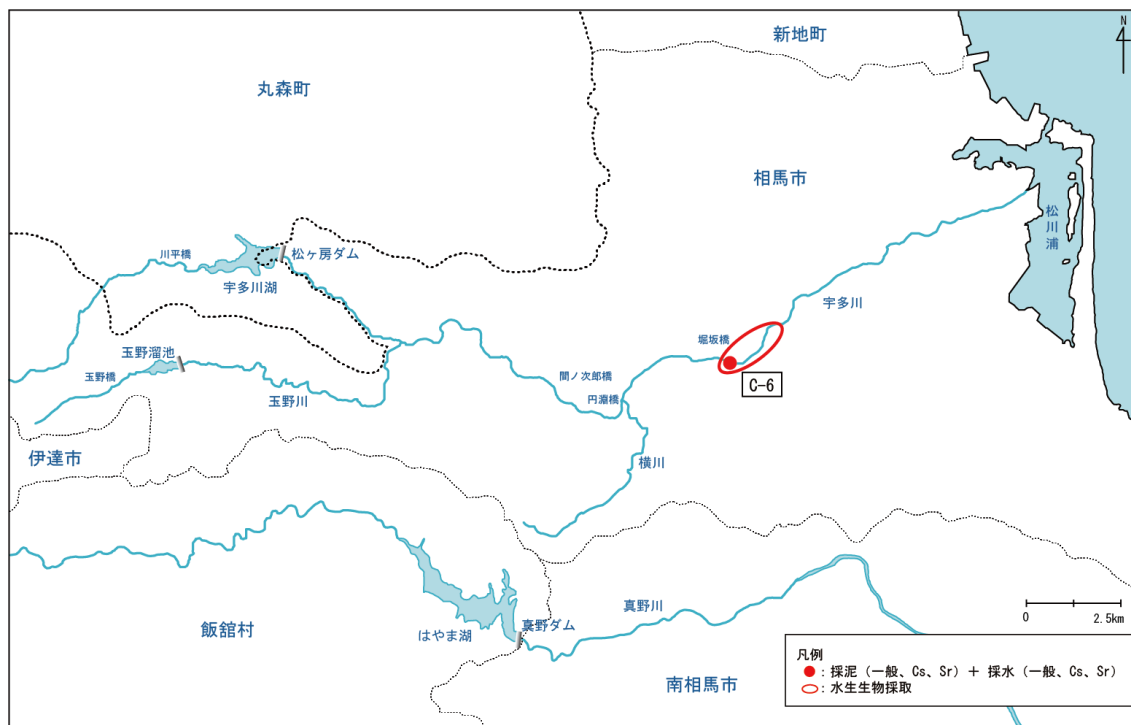 新地町
N
丸森町
相馬市
松川浦
川平橋
松ヶ房ダム
宇多川湖
宇多川
堀坂橋
玉野溜池
玉野橋
C-6
間ノ次郎橋
玉野川
円淵橋
伊達市
横川
真野川
0 2.5km
飯舘村
はやま湖
真野ダム
南相馬市
凡例
：採泥（一般、Cs、Sr）＋ 採水（一般、Cs、Sr）
：水生生物採取